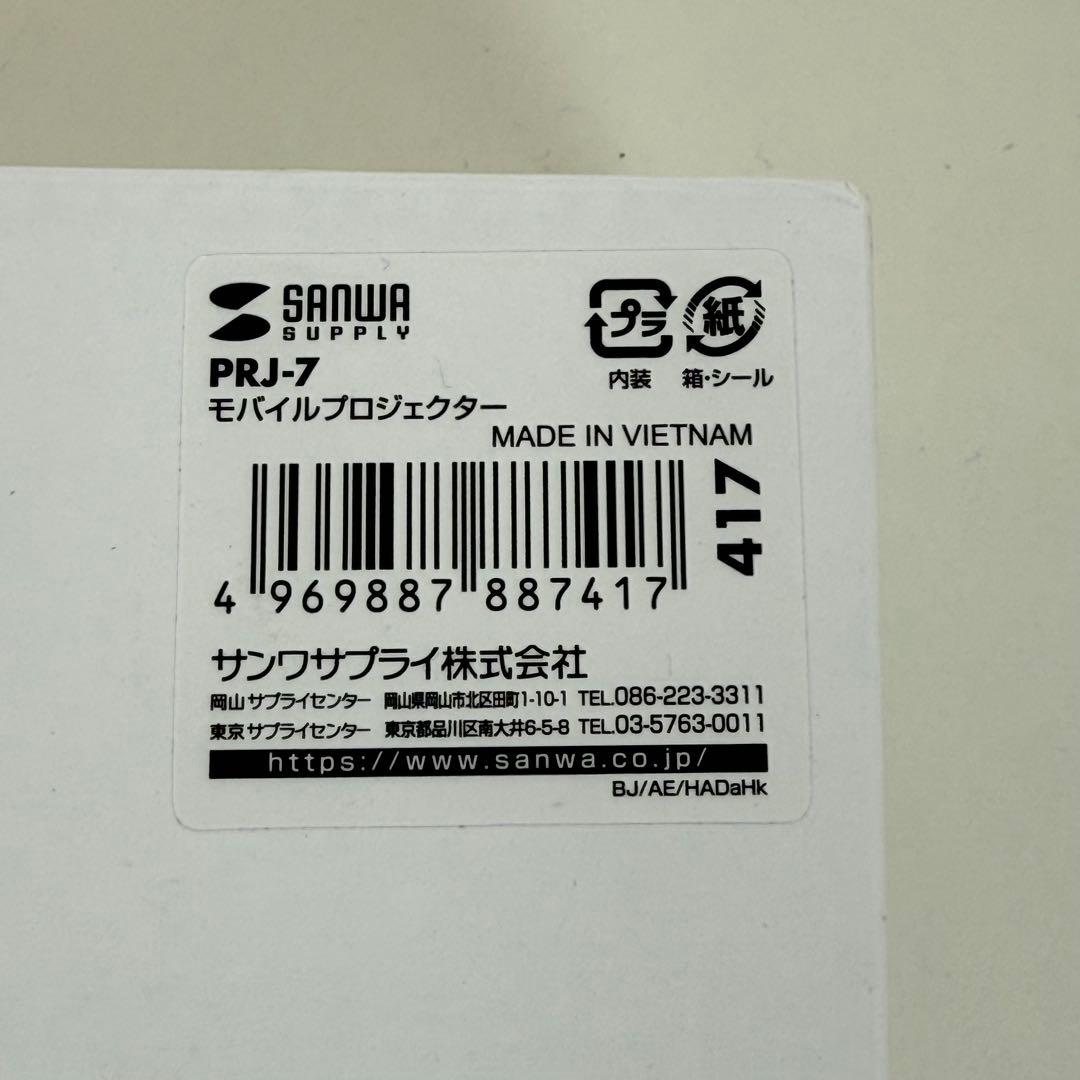 SANWA
SUPPLY
プラ 紙
PRJ-7
内装 箱・シール
モバイルプロジェクター
MADE IN VIETNAM
417
4 969887 887417
サンワサプライ株式会社
岡山サプライセンター 岡山県岡山市北区田町1-10-1 TEL.086-223-3311
東京サプライセンター 東京都品川区南大井6-5-8 TEL.03-5763-0011
https://www.sanwa.co.jp/
BJ/AE/HADaHk